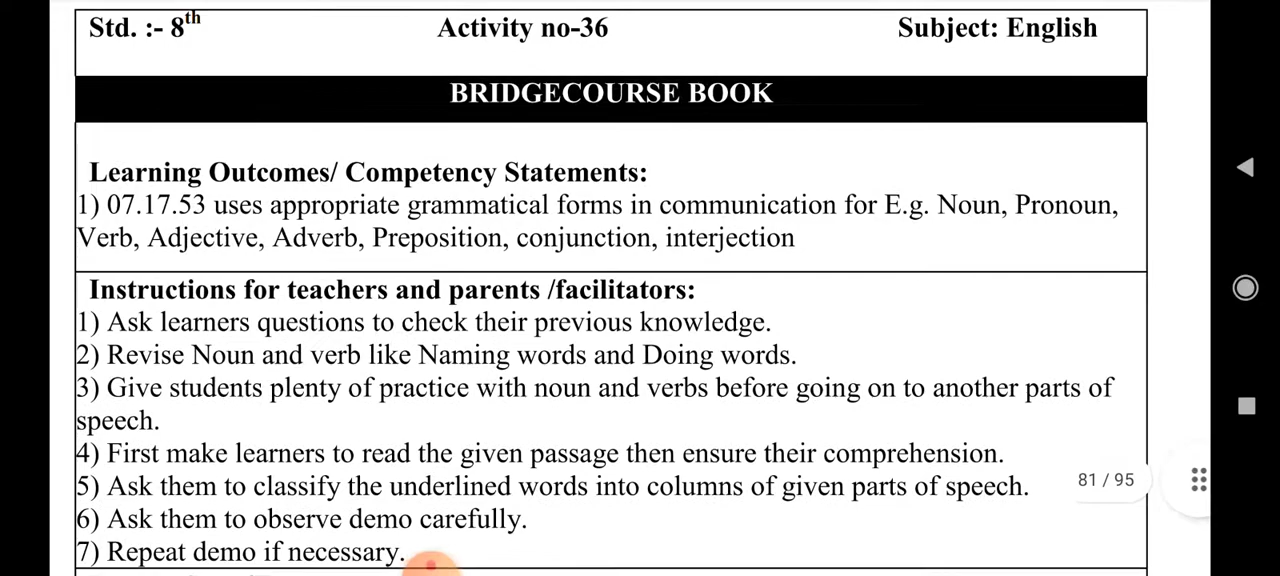 Std. :- 8th Activity no-36 Subject: English
BRIDGECOURSE BOOK
Learning Outcomes/ Competency Statements:
1) 07.17.53 uses appropriate grammatical forms in communication for E.g. Noun, Pronoun,
Verb, Adjective, Adverb, Preposition, conjunction, interjection
Instructions for teachers and parents /facilitators:
1) Ask learners questions to check their previous knowledge.
2) Revise Noun and verb like Naming words and Doing words.
3) Give students plenty of practice with noun and verbs before going on to another parts of
speech.
4) First make learners to read the given passage then ensure their comprehension.
5) Ask them to classify the underlined words into columns of given parts of speech.
81 / 95
6) Ask them to observe demo carefully.
7) Repeat demo if necessary.